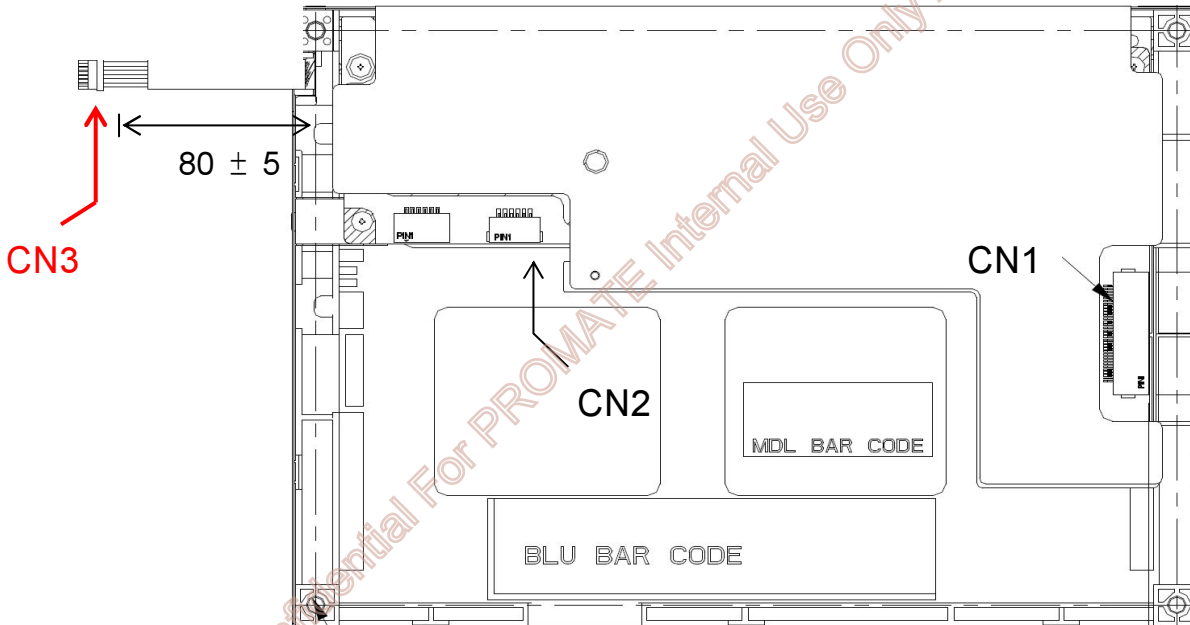 80 ± 5
CN3
PIN1
PIN1
CN2
CN1
PIN1
MDL BAR CODE
BLU BAR CODE
Confidential For PROMATE Internal Use Only